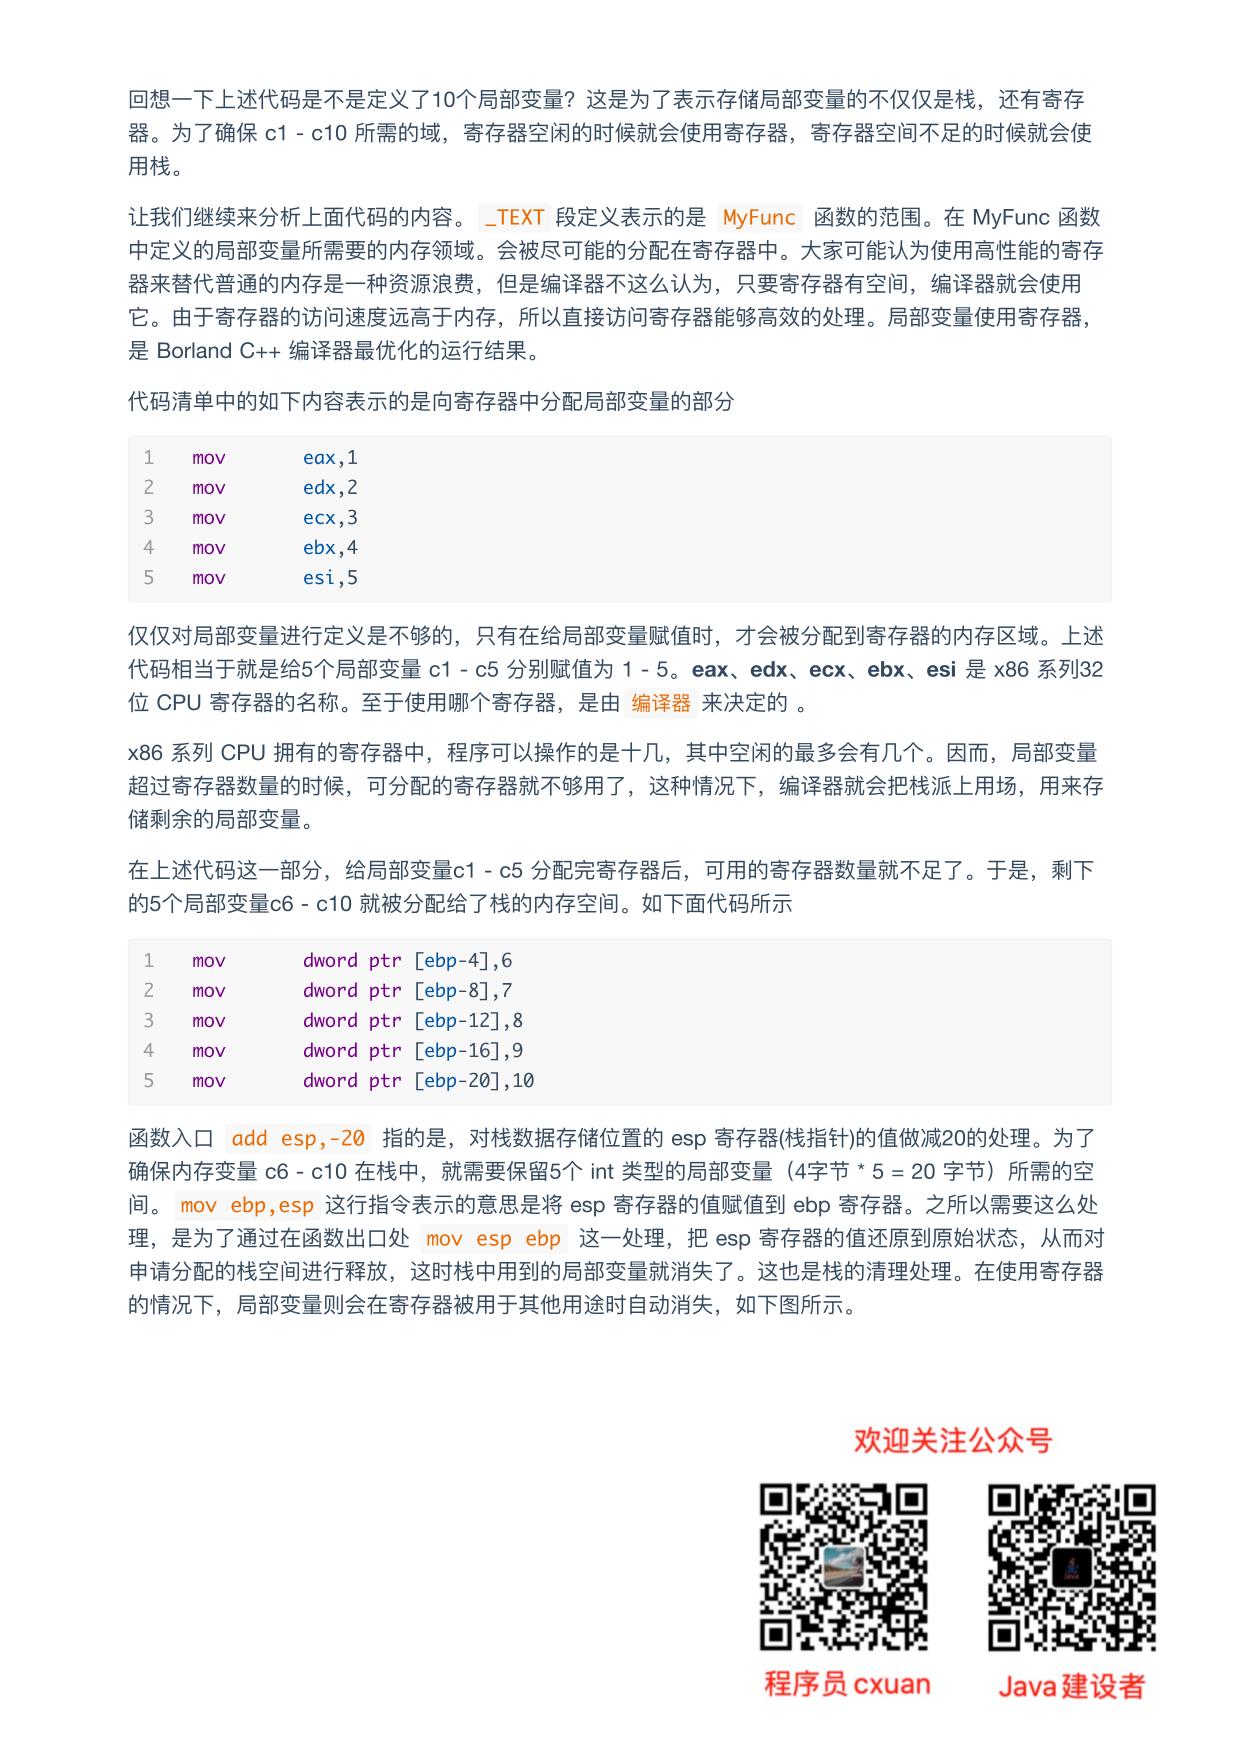 回想一下上述代码是不是定义了10个局部变量？这是为了表示存储局部变量的不仅仅是栈，还有寄存
器。为了确保 c1 - c10 所需的域，寄存器空闲的时候就会使用寄存器，寄存器空间不足的时候就会使
用栈。
让我们继续来分析上面代码的内容。 _TEXT 段定义表示的是 MyFunc 函数的范围。在 MyFunc 函数
中定义的局部变量所需要的内存领域。会被尽可能的分配在寄存器中。大家可能认为使用高性能的寄存
器来替代普通的内存是一种资源浪费，但是编译器不这么认为，只要寄存器有空间，编译器就会使用
它。由于寄存器的访问速度远高于内存，所以直接访问寄存器能够高效的处理。局部变量使用寄存器，
是 Borland C++ 编译器最优化的运行结果。
代码清单中的如下内容表示的是向寄存器中分配局部变量的部分
1 mov eax,1
2 mov edx,2
3 mov ecx,3
4 mov ebx,4
5 mov esi,5
仅仅对局部变量进行定义是不够的，只有在给局部变量赋值时，才会被分配到寄存器的内存区域。上述
代码相当于就是给5个局部变量 c1 - c5 分别赋值为 1 - 5。eax、edx、ecx、ebx、esi 是 x86 系列32
位 CPU 寄存器的名称。至于使用哪个寄存器，是由 编译器 来决定的 。
x86 系列 CPU 拥有的寄存器中，程序可以操作的是十几，其中空闲的最多会有几个。因而，局部变量
超过寄存器数量的时候，可分配的寄存器就不够用了，这种情况下，编译器就会把栈派上用场，用来存
储剩余的局部变量。
在上述代码这一部分，给局部变量c1 - c5 分配完寄存器后，可用的寄存器数量就不足了。于是，剩下
的5个局部变量c6 - c10 就被分配给了栈的内存空间。如下面代码所示
1 mov dword ptr [ebp-4],6
2 mov dword ptr [ebp-8],7
3 mov dword ptr [ebp-12],8
4 mov dword ptr [ebp-16],9
5 mov dword ptr [ebp-20],10
函数入口 add esp,-20 指的是，对栈数据存储位置的 esp 寄存器(栈指针)的值做减20的处理。为了
确保内存变量 c6 - c10 在栈中，就需要保留5个 int 类型的局部变量（4字节 * 5 = 20 字节）所需的空
间。 mov ebp,esp 这行指令表示的意思是将 esp 寄存器的值赋值到 ebp 寄存器。之所以需要这么处
理，是为了通过在函数出口处 mov esp ebp 这一处理，把 esp 寄存器的值还原到原始状态，从而对
申请分配的栈空间进行释放，这时栈中用到的局部变量就消失了。这也是栈的清理处理。在使用寄存器
的情况下，局部变量则会在寄存器被用于其他用途时自动消失，如下图所示。
欢迎关注公众号
程序员 cxuan
Java 建设者